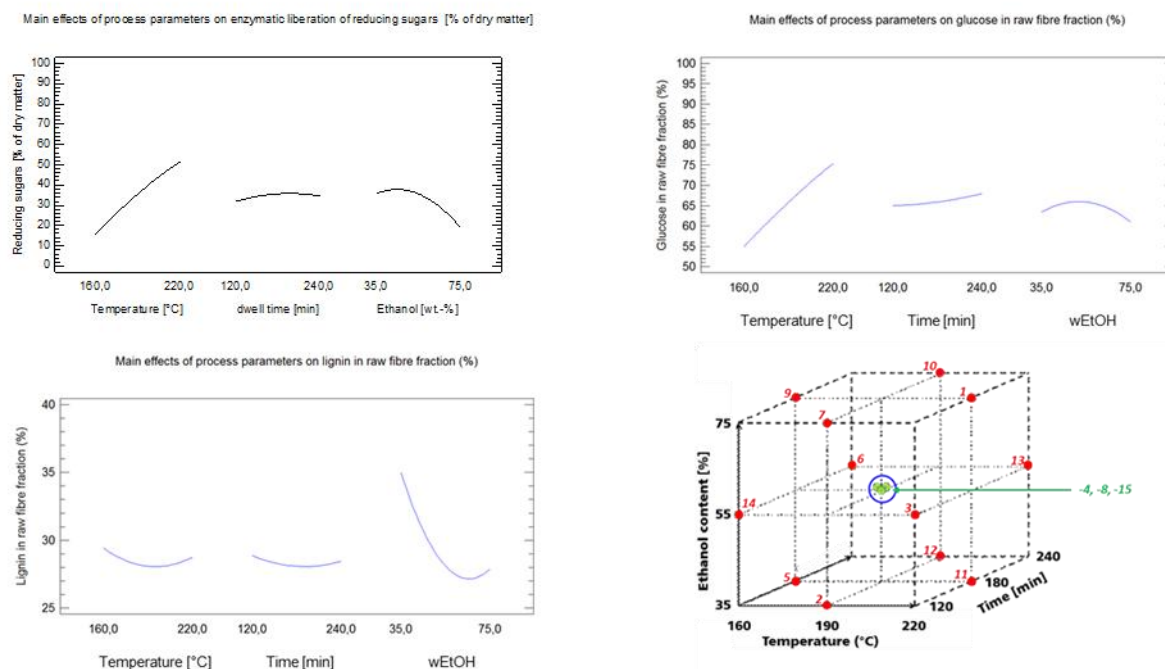 Main effects of process parameters on enzymatic liberation of reducing sugars [% of dry matter]
Reducing sugars [% of dry matter]
100
90
80
70
60
50
40
30
20
10
0
160,0 220,0 120,0 240,0 35,0 75,0
Temperature [°C] dwell time [min] Ethanol [wt.-%]
Main effects of process parameters on glucose in raw fibre fraction (%)
Glucose in raw fibre fraction (%)
100
95
90
85
80
75
70
65
60
55
50
160,0 220,0 120,0 240,0 35,0 75,0
Temperature [°C] Time [min] wEtOH
Main effects of process parameters on lignin in raw fibre fraction (%)
Lignin in raw fibre fraction (%)
40
35
30
25
160,0 220,0 120,0 240,0 35,0 75,0
Temperature [°C] Time [min] wEtOH
10
9 1
7
75
6 13
-4, -8, -15
14 3
55
12
5 11
2
Ethanol content [%]
240
180
120
Time [min]
35
160 190 220
Temperature (°C)